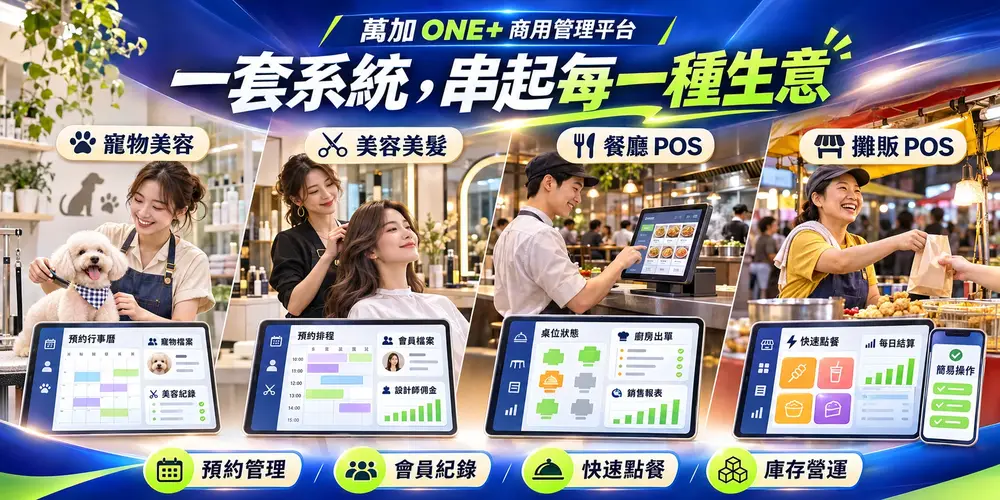 萬加 ONE+ 商用管理平台
一套系統，串起每一種生意
寵物美容
美容美髮
餐廳 POS
攤販 POS
預約行事曆
寵物檔案
美容紀錄
預約排程
10:00
11:00
12:00
13:00
14:00
15:00
會員檔案
設計師佣金
桌位狀態
廚房出單
銷售報表
快速點餐
每日結算
簡易操作
預約管理
會員紀錄
快速點餐
庫存營運